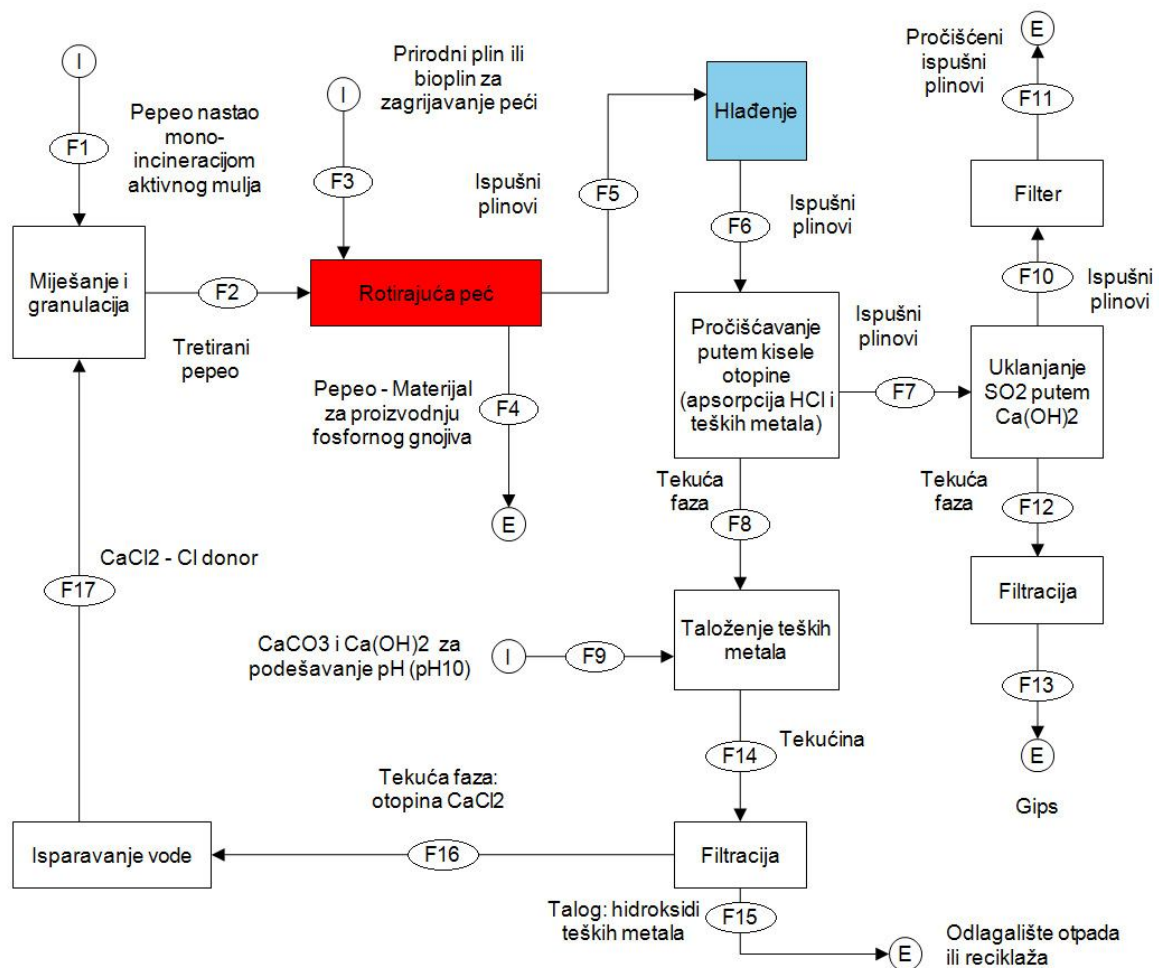 I
F1
Pepeo nastao
mono-
incineracijom
aktivnog mulja
Prirodni plin ili
bioplin za
zagrijavanje peći
I
F3
Ispušni
plinovi
F5
Hlađenje
F6
Ispušni
plinovi
Pročišćeni
ispušni
plinovi
E
F11
Filter
F10
Ispušni
plinovi
Miješanje i
granulacija
F2
Tretirani
pepeo
Rotirajuća peć
Pepeo - Materijal
za proizvodnju
fosfornog gnojiva
F4
E
Pročišćavanje
putem kisele
otopine
(apsorpcija HCl i
teških metala)
Ispušni
plinovi
F7
Uklanjanje
SO2 putem
Ca(OH)2
Tekuća
faza
F8
Tekuća
faza
F12
Filtracija
F13
E
Gips
CaCl2 - Cl donor
F17
CaCO3 i Ca(OH)2 za
podešavanje pH (pH10)
I
F9
Taloženje teških
metala
F14
Tekućina
Tekuća faza:
otopina CaCl2
Isparavanje vode
F16
Filtracija
Talog: hidroksidi
teških metala
F15
E
Odlagalište otpada
ili reciklaža